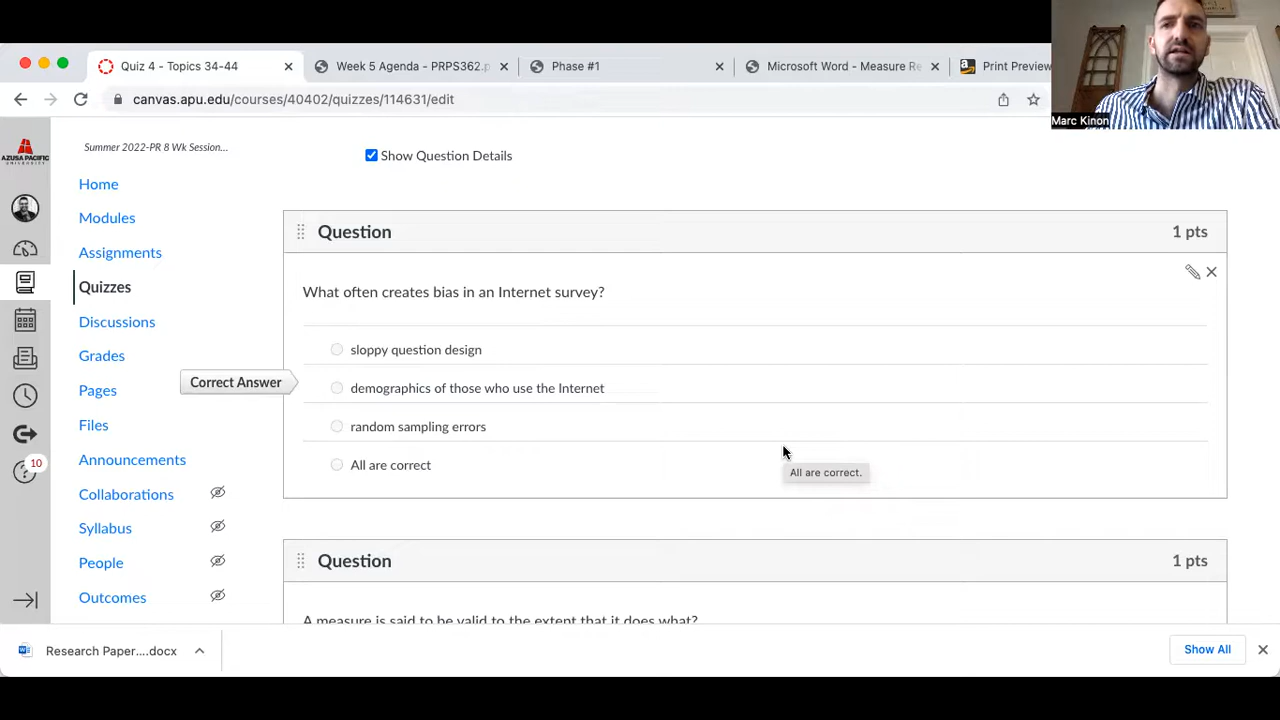 Quiz 4 - Topics 34-44
Week 5 Agenda - PRPS362.p
Phase #1
Microsoft Word - Measure Re
Print Preview
canvas.apu.edu/courses/40402/quizzes/114631/edit
Marc Kinon
AZUSA PACIFIC
UNIVERSITY
Summer 2022-PR 8 Wk Session...
Home
Modules
Assignments
Quizzes
Discussions
Grades
Pages
Files
Announcements
Collaborations
Syllabus
People
Outcomes
10
Show Question Details
Question
1 pts
What often creates bias in an Internet survey?
sloppy question design
Correct Answer
demographics of those who use the Internet
random sampling errors
All are correct
All are correct.
Question
1 pts
A measure is said to be valid to the extent that it does what?
Research Paper....docx
Show All